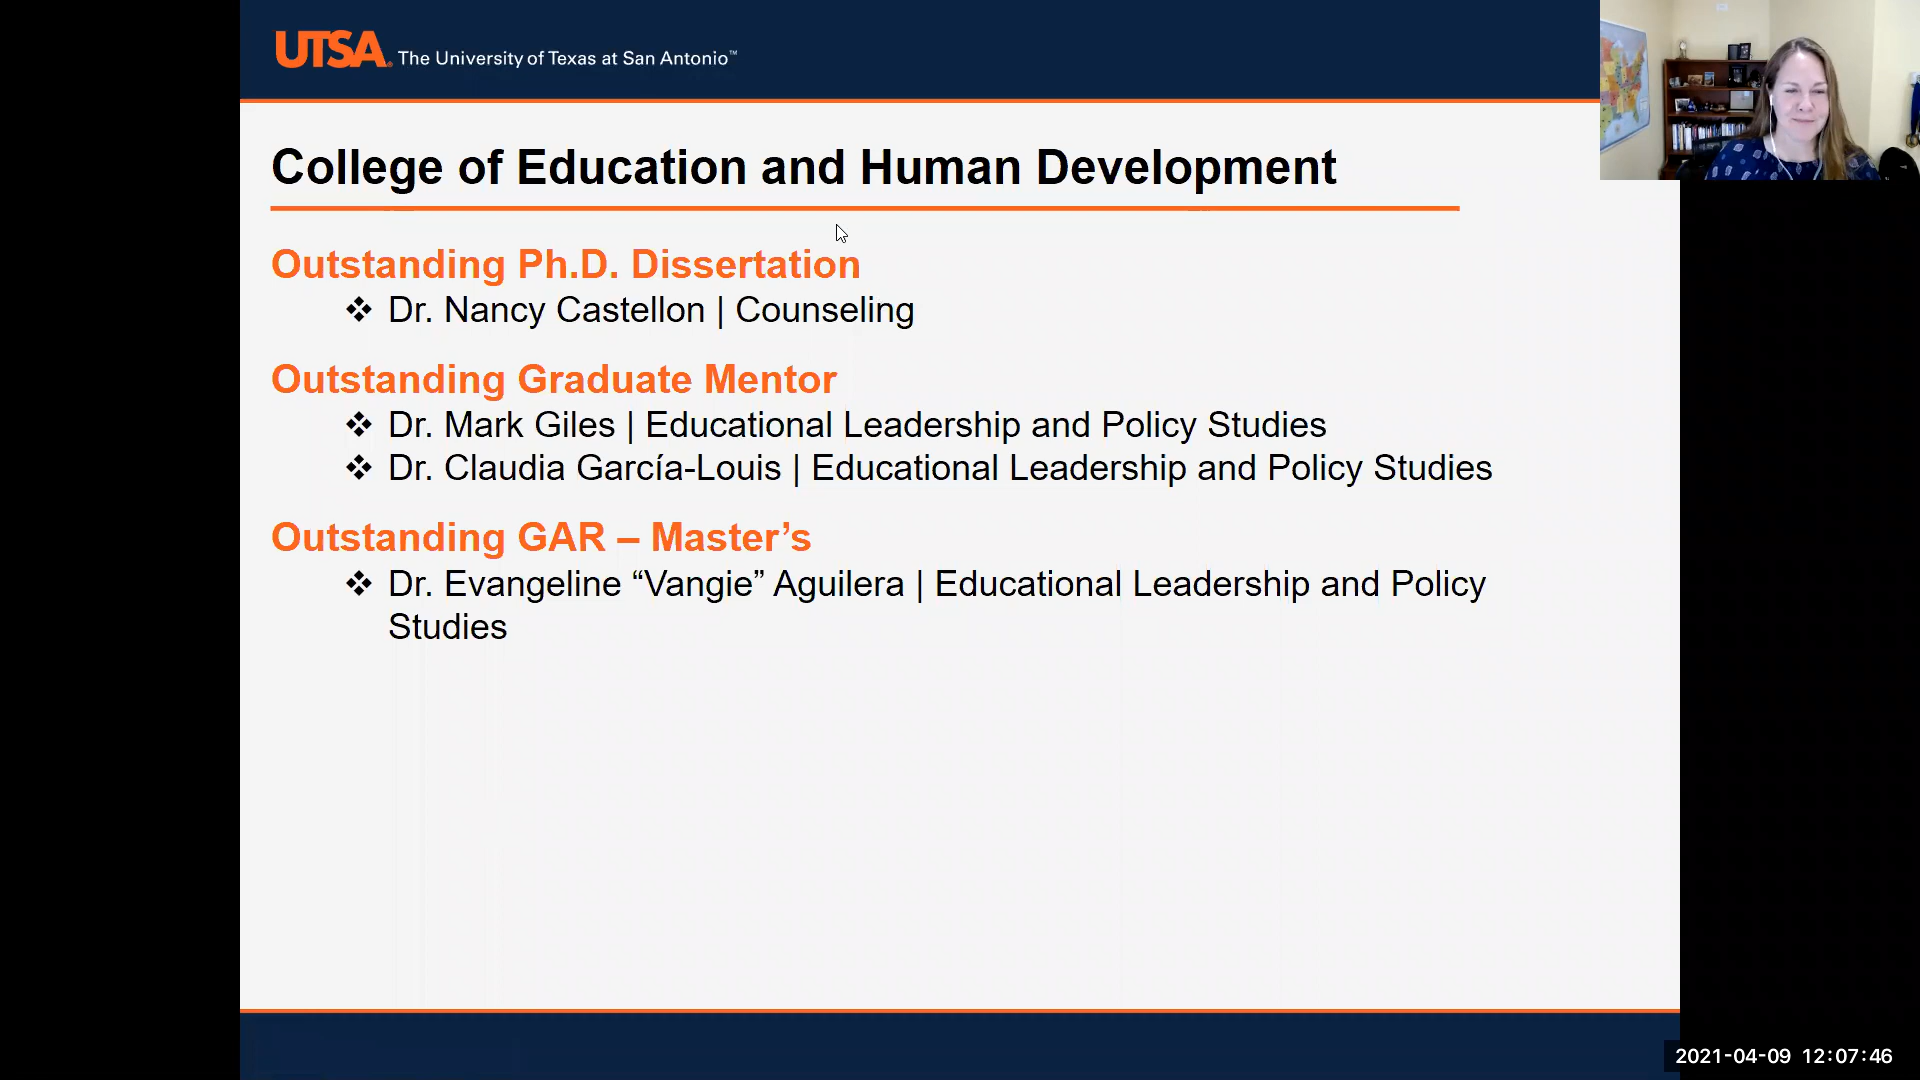 UTSA. The University of Texas at San Antonio™
College of Education and Human Development
Outstanding Ph.D. Dissertation
❖ Dr. Nancy Castellon | Counseling
Outstanding Graduate Mentor
❖ Dr. Mark Giles | Educational Leadership and Policy Studies
❖ Dr. Claudia García-Louis | Educational Leadership and Policy Studies
Outstanding GAR – Master’s
❖ Dr. Evangeline “Vangie” Aguilera | Educational Leadership and Policy
Studies
2021-04-09 12:07:46